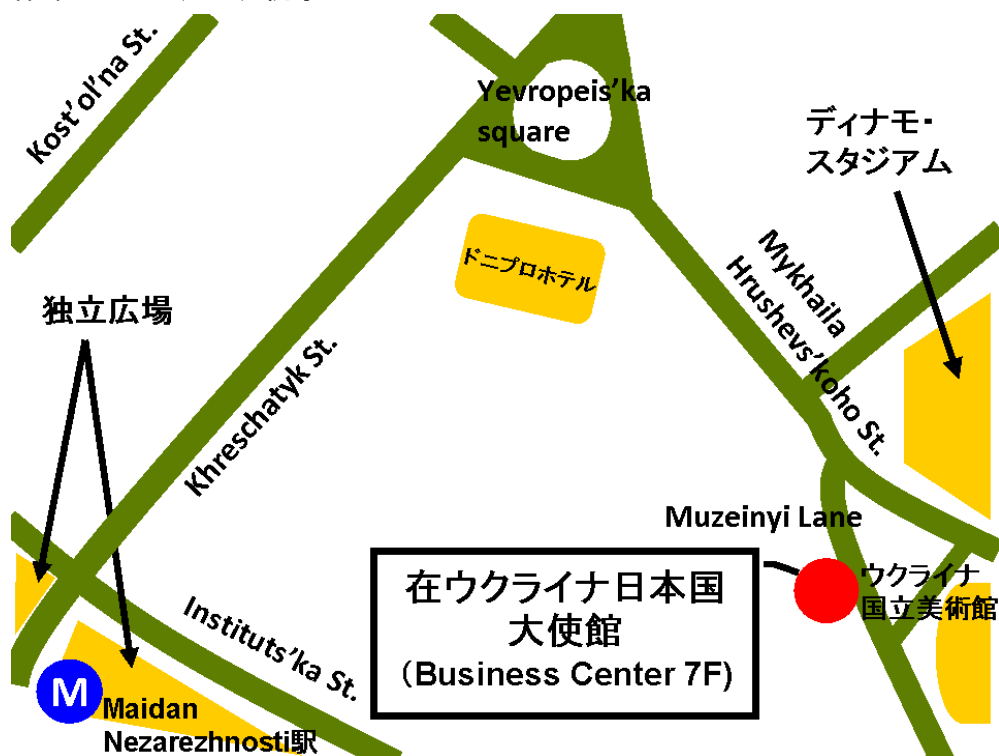 Kost'ol'na St.
Yevropeis'ka
square
ディナモ・
スタジアム
ドニプロホテル
Mykhaila
Hrushevs'koho St.
独立広場
Khreschatyk St.
Muzeinyi Lane
在ウクライナ日本国
大使館
(Business Center 7F)
ウクライナ
国立美術館
Instituts'ka St.
M
Maidan
Nezarezhnosti駅